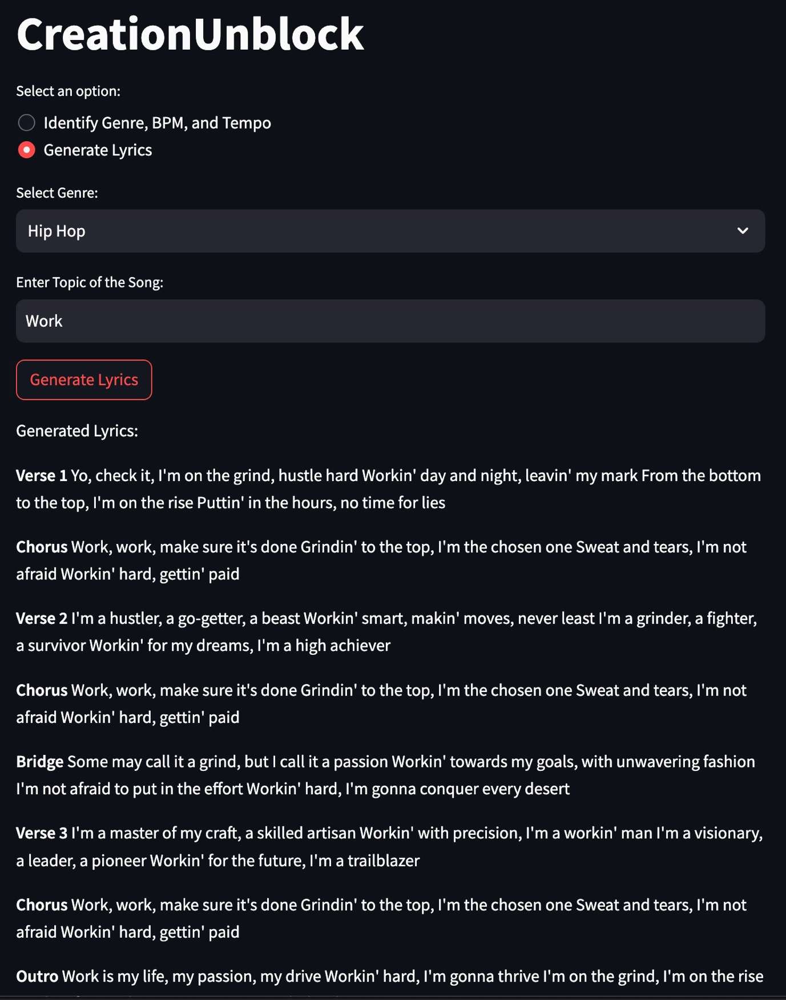 CreationUnblock
Select an option:
Identify Genre, BPM, and Tempo
Generate Lyrics
Select Genre:
Hip Hop
Enter Topic of the Song:
Work
Generate Lyrics
Generated Lyrics:
Verse 1 Yo, check it, I'm on the grind, hustle hard Workin' day and night, leavin' my mark From the bottom
to the top, I'm on the rise Puttin' in the hours, no time for lies
Chorus Work, work, make sure it's done Grindin' to the top, I'm the chosen one Sweat and tears, I'm not
afraid Workin' hard, gettin' paid
Verse 2 I'm a hustler, a go-getter, a beast Workin' smart, makin' moves, never least I'm a grinder, a fighter,
a survivor Workin' for my dreams, I'm a high achiever
Chorus Work, work, make sure it's done Grindin' to the top, I'm the chosen one Sweat and tears, I'm not
afraid Workin' hard, gettin' paid
Bridge Some may call it a grind, but I call it a passion Workin' towards my goals, with unwavering fashion
I'm not afraid to put in the effort Workin' hard, I'm gonna conquer every desert
Verse 3 I'm a master of my craft, a skilled artisan Workin' with precision, I'm a workin' man I'm a visionary,
a leader, a pioneer Workin' for the future, I'm a trailblazer
Chorus Work, work, make sure it's done Grindin' to the top, I'm the chosen one Sweat and tears, I'm not
afraid Workin' hard, gettin' paid
Outro Work is my life, my passion, my drive Workin' hard, I'm gonna thrive I'm on the grind, I'm on the rise